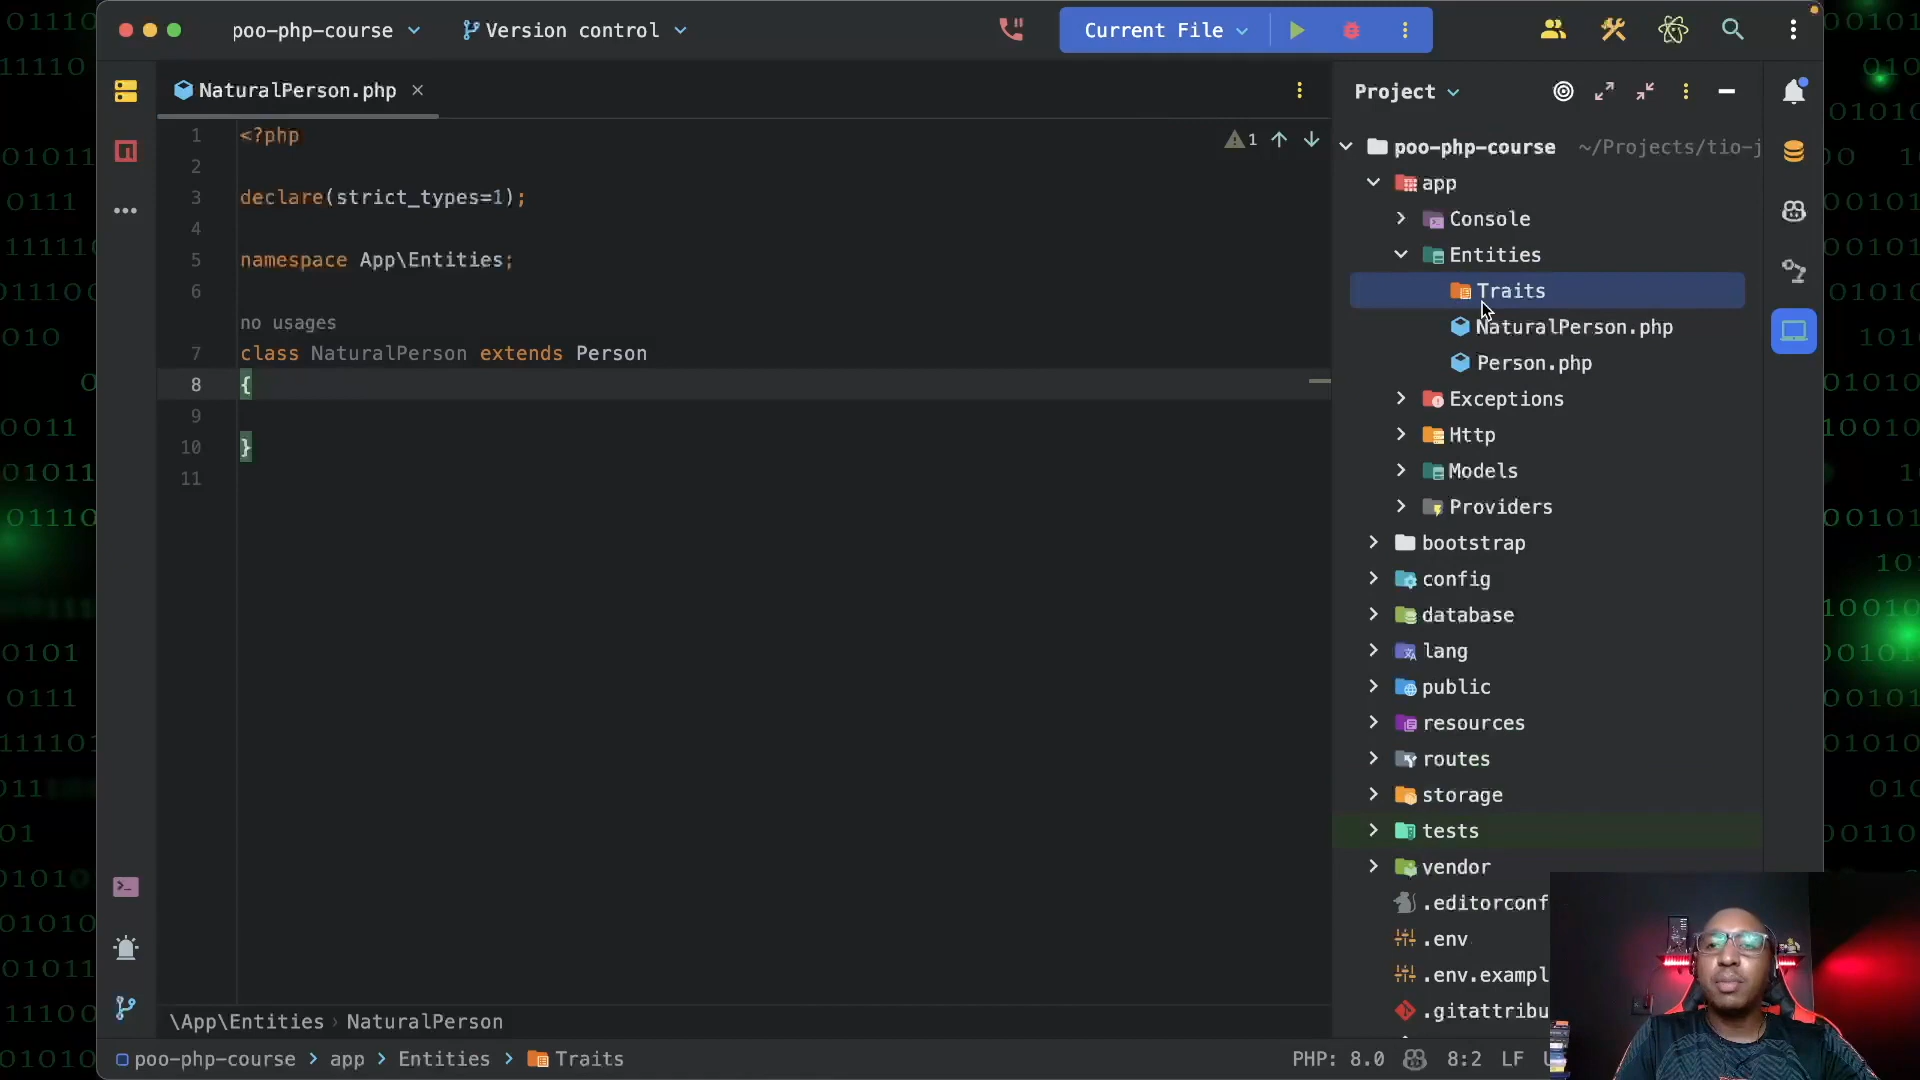 poo-php-course
Version control
Current File
NaturalPerson.php
Project
1 <?php
1
2
3 declare(strict_types=1);
4
5 namespace App\Entities;
6
no usages
7 class NaturalPerson extends Person
8 {
9
10 }
11
poo-php-course ~/Projects/tio-j
app
Console
Entities
Traits
NaturalPerson.php
Person.php
Exceptions
Http
Models
Providers
bootstrap
config
database
lang
public
resources
routes
storage
tests
vendor
.editorconf
.env
.env.exampl
.gitattribu
\App\Entities › NaturalPerson
poo-php-course > app > Entities > Traits
PHP: 8.0 8:2 LF